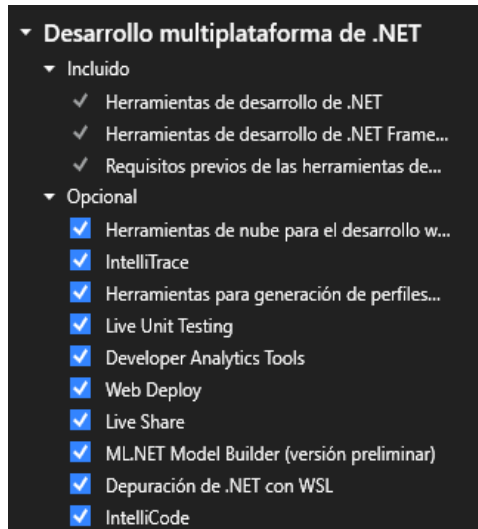 Desarrollo multiplataforma de .NET
Incluido
Herramientas de desarrollo de .NET
Herramientas de desarrollo de .NET Frame...
Requisitos previos de las herramientas de...
Opcional
Herramientas de nube para el desarrollo w...
IntelliTrace
Herramientas para generación de perfiles...
Live Unit Testing
Developer Analytics Tools
Web Deploy
Live Share
ML.NET Model Builder (versión preliminar)
Depuración de .NET con WSL
IntelliCode